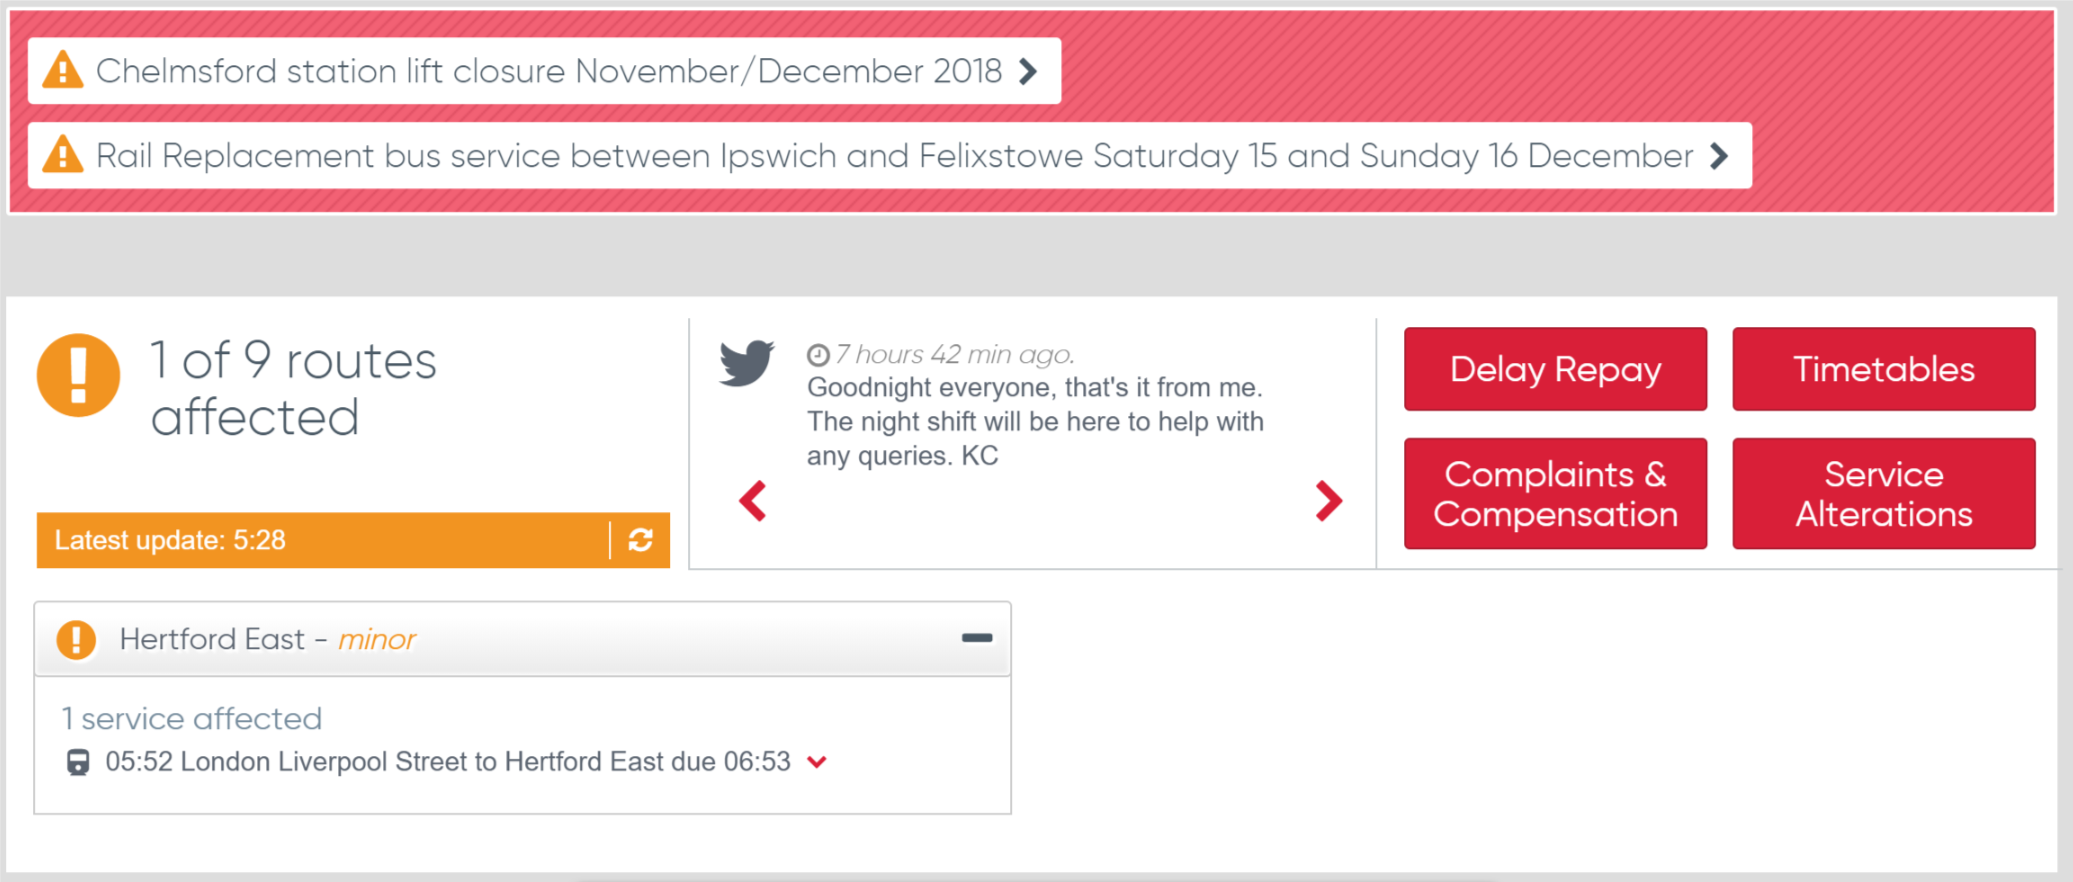 Chelmsford station lift closure November/December 2018
Rail Replacement bus service between Ipswich and Felixstowe Saturday 15 and Sunday 16 December
1 of 9 routes
affected
Latest update: 5:28
7 hours 42 min ago.
Goodnight everyone, that's it from me.
The night shift will be here to help with
any queries. KC
Delay Repay
Timetables
Complaints &
Compensation
Service
Alterations
Hertford East - minor
1 service affected
05:52 London Liverpool Street to Hertford East due 06:53